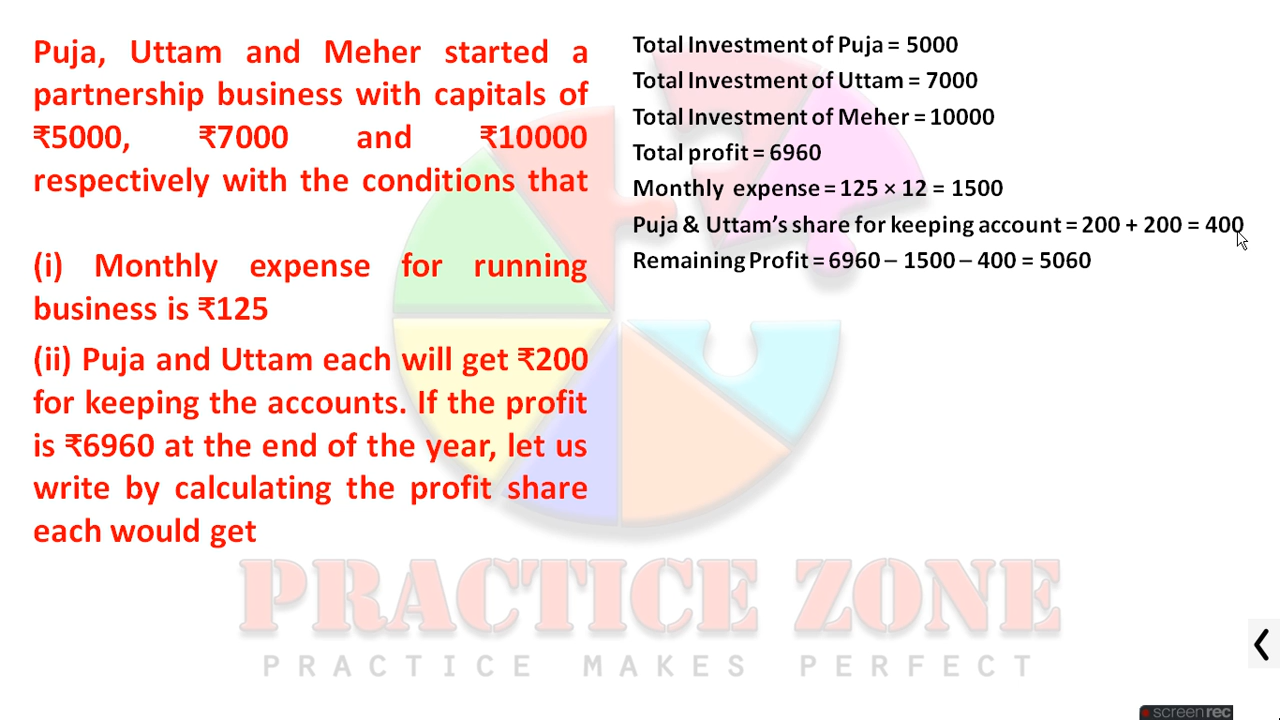 Puja, Uttam and Meher started a
partnership business with capitals of
₹5000, ₹7000 and ₹10000
respectively with the conditions that
(i) Monthly expense for running
business is ₹125
(ii) Puja and Uttam each will get ₹200
for keeping the accounts. If the profit
is ₹6960 at the end of the year, let us
write by calculating the profit share
each would get
Total Investment of Puja = 5000
Total Investment of Uttam = 7000
Total Investment of Meher = 10000
Total profit = 6960
Monthly expense = 125 × 12 = 1500
Puja & Uttam's share for keeping account = 200 + 200 = 400
Remaining Profit = 6960 – 1500 – 400 = 5060
PRACTICE ZONE
PRACTICE MAKES PERFECT
screenrec